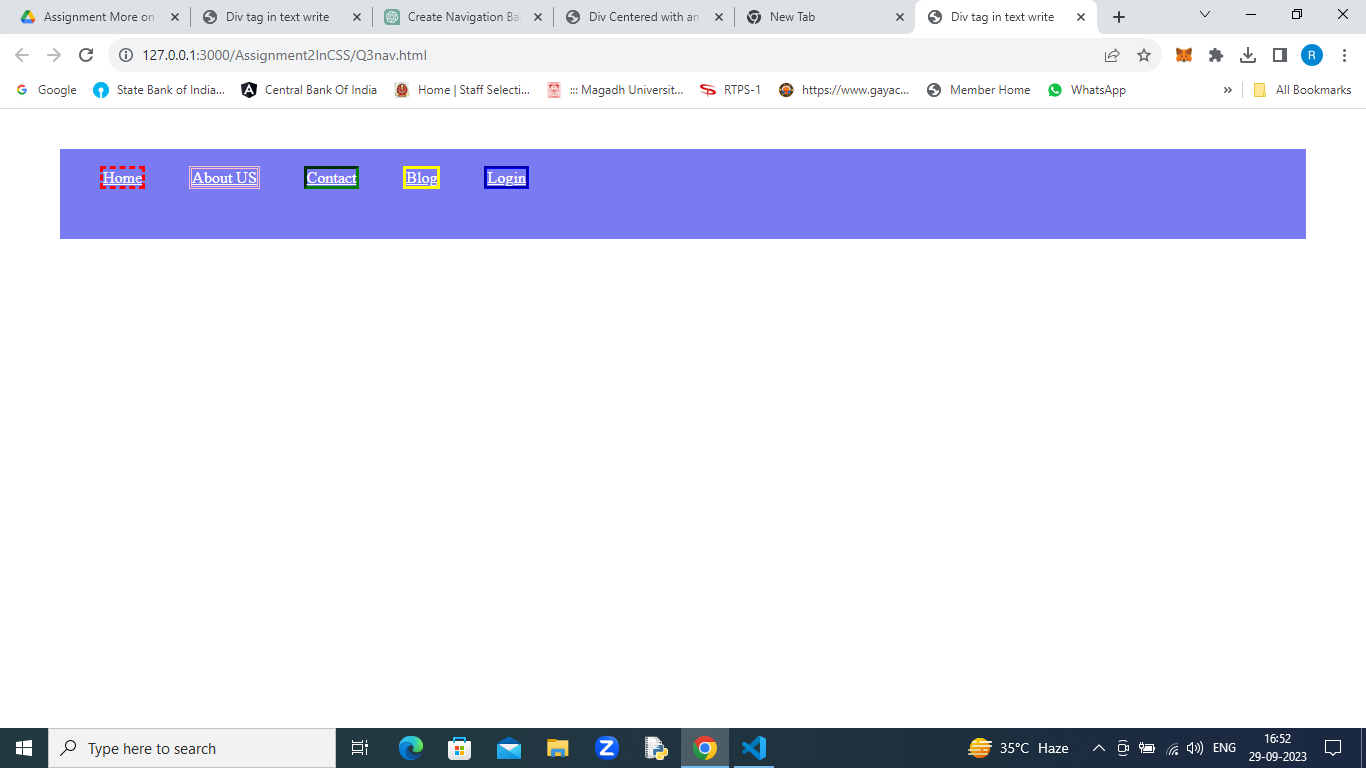 Assignment More on
Div tag in text write
Create Navigation Ba
Div Centered with an
New Tab
Div tag in text write
127.0.0.1:3000/Assignment2InCSS/Q3nav.html
R
Google
State Bank of India...
Central Bank Of India
Home | Staff Selecti...
::: Magadh Universit...
RTPS-1
https://www.gayac...
Member Home
WhatsApp
»
All Bookmarks
Home About US Contact Blog Login
Type here to search
35°C Haze
ENG
16:52
29-09-2023